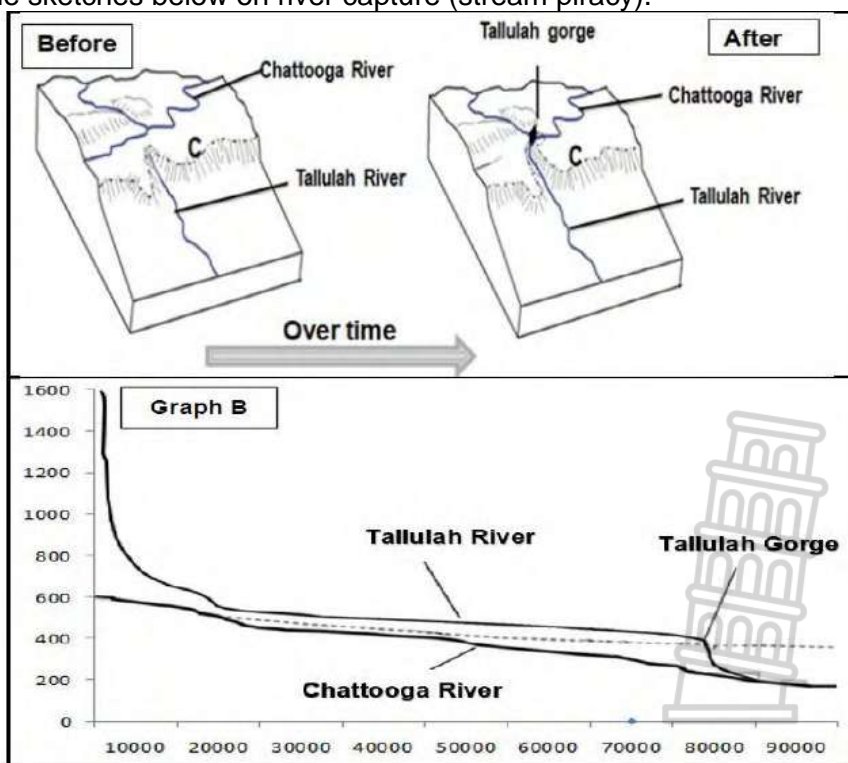 sketches below on river capture (stream piracy).
Before
Chattooga River
C
Tallulah River
Tallulah gorge
After
Chattooga River
C
Tallulah River
Over time
Graph B
1600
1400
1200
1000
800
600
400
200
0
Tallulah River
Tallulah Gorge
Chattooga River
10000 20000 30000 40000 50000 60000 70000 80000 90000